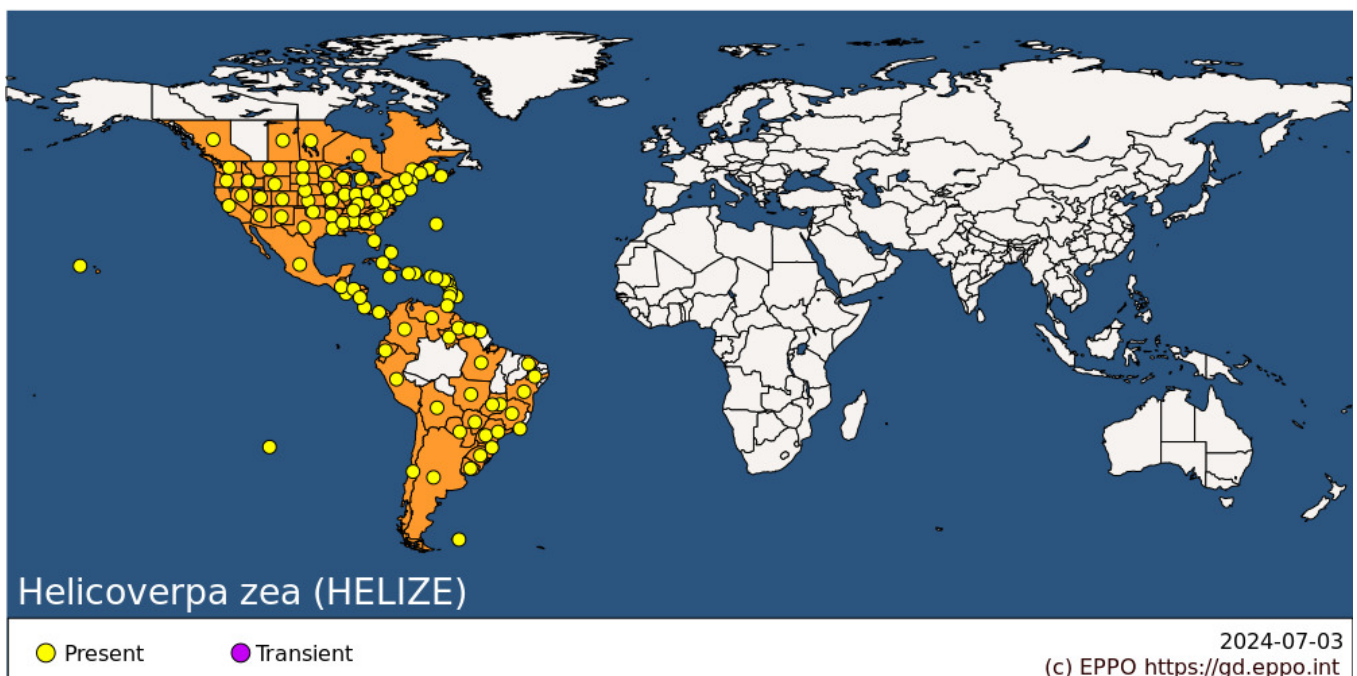 Helicoverpa zea (HELIZE)
Present
Transient
2024-07-03
(c) EPPO https://gd.eppo.int